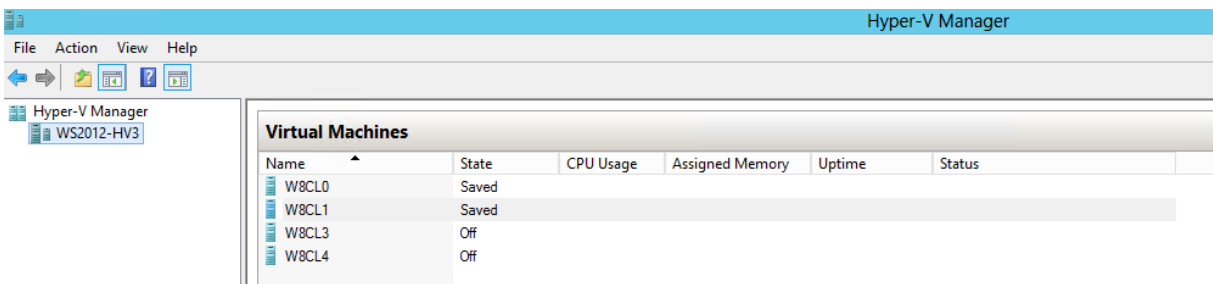 Hyper-V Manager
File Action View Help
Hyper-V Manager
WS2012-HV3
Virtual Machines
Name State CPU Usage Assigned Memory Uptime Status
W8CL0 Saved
W8CL1 Saved
W8CL3 Off
W8CL4 Off